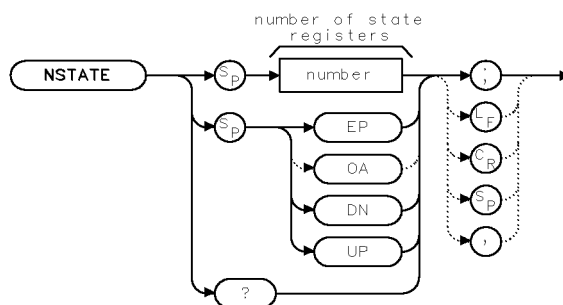 number of state
registers
NSTATE
SP
number
;
LF
SP
EP
CR
OA
SP
DN
,
UP
?